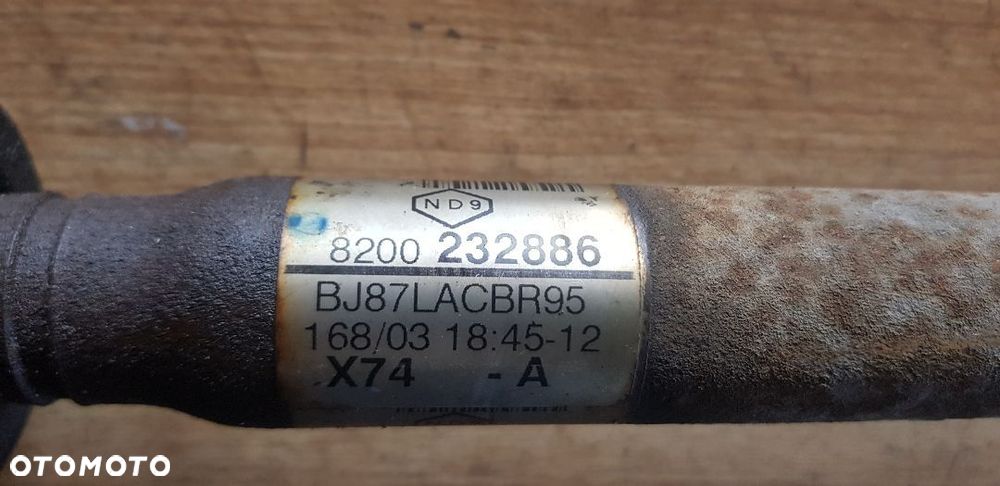 ND9
8200 232886
BJ87LACBR95
168/03 18:45-12
X74 - A
OTOMOTO